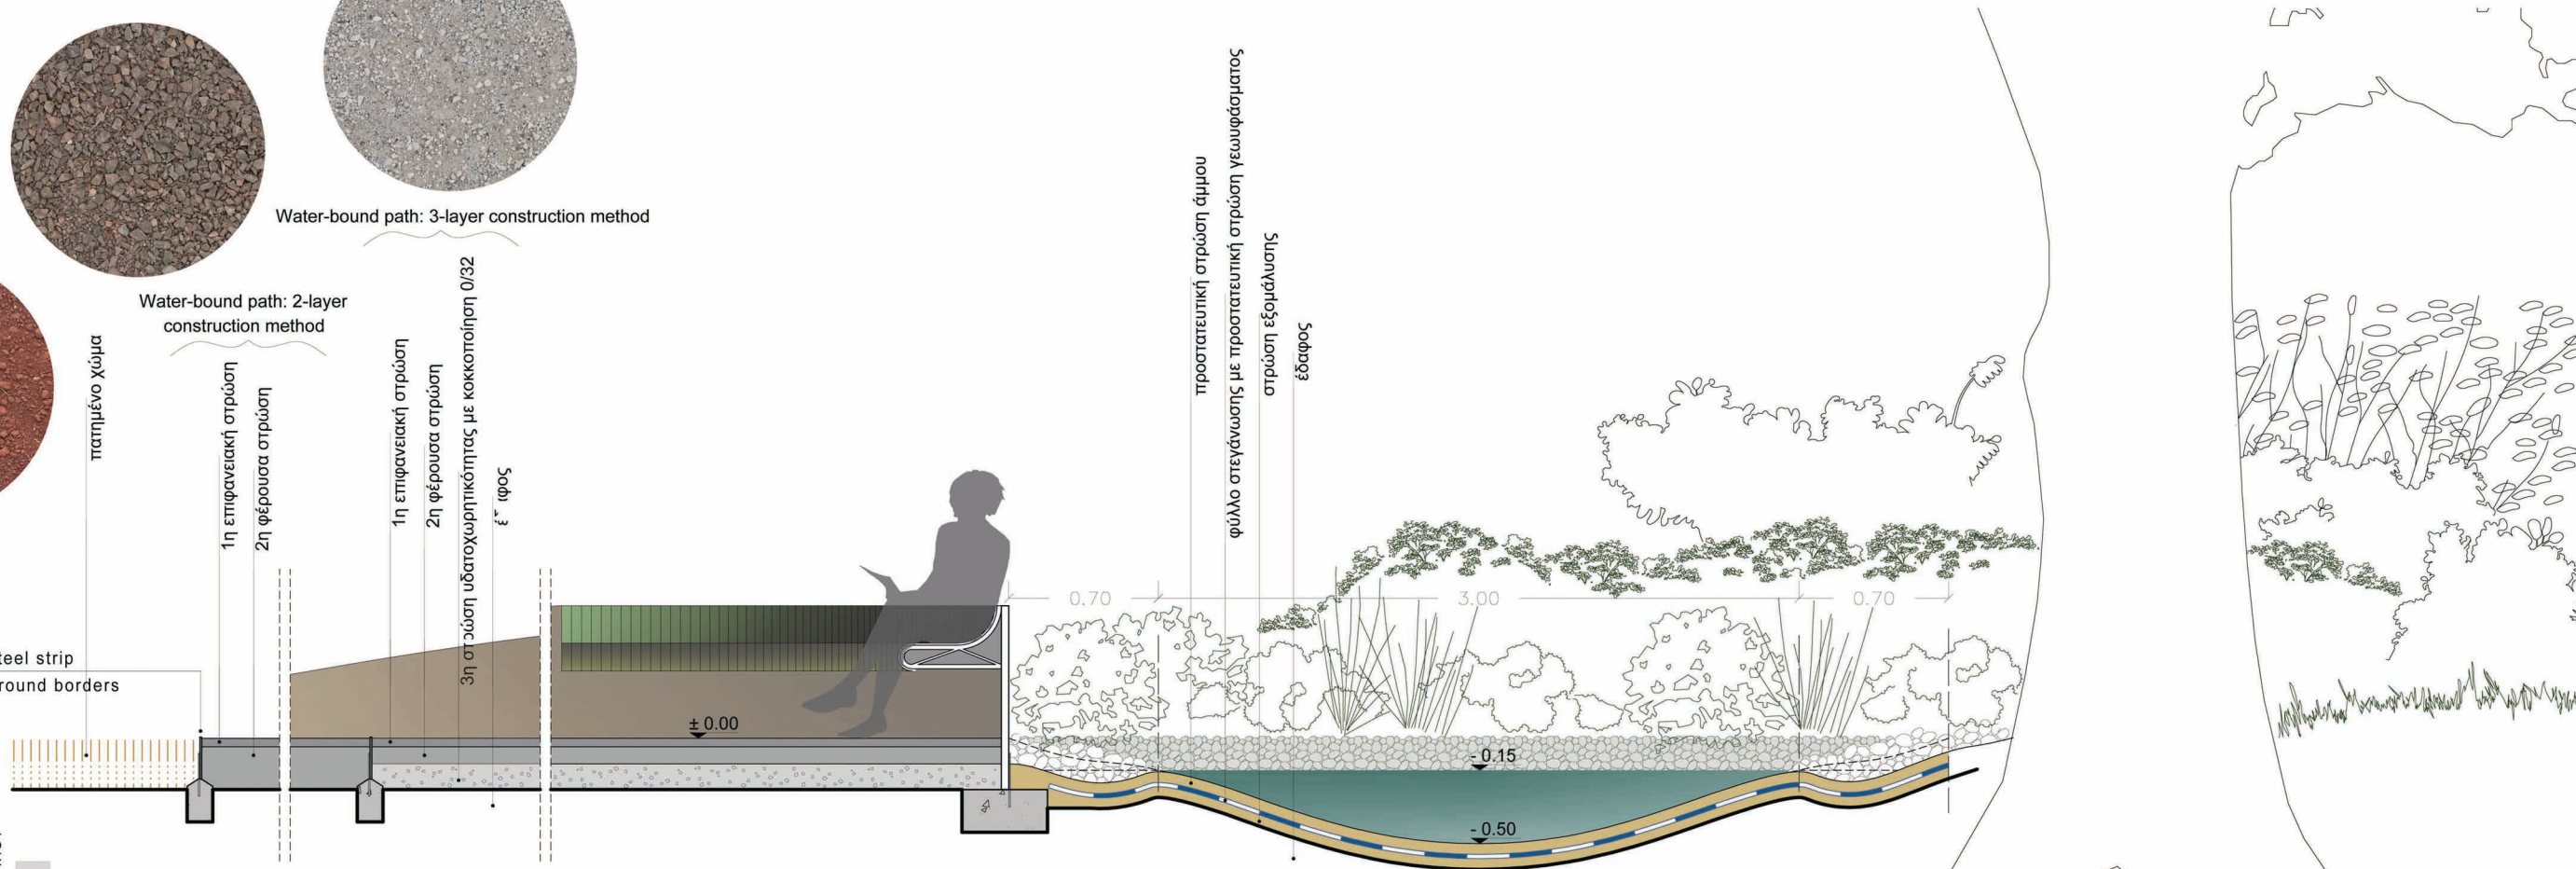 Water-bound path: 3-layer construction method
Water-bound path: 2-layer
construction method
πατημένο χώμα
1η επιφανειακή στρώση
2η φέρουσα στρώση
1η επιφανειακή στρώση
2η φέρουσα στρώση
3η στρώση υδατοχωρητικότητας με κοκκοποίηση 0/32
προστατευτική στρώση άμμου
φύλλο στεγάνωσης με προστατευτική στρώση γεωυφάσματος
στρώση εξομάλυνσης
έδαφος
teel strip
round borders
± 0.00
0.70
3.00
0.70
- 0.15
- 0.50